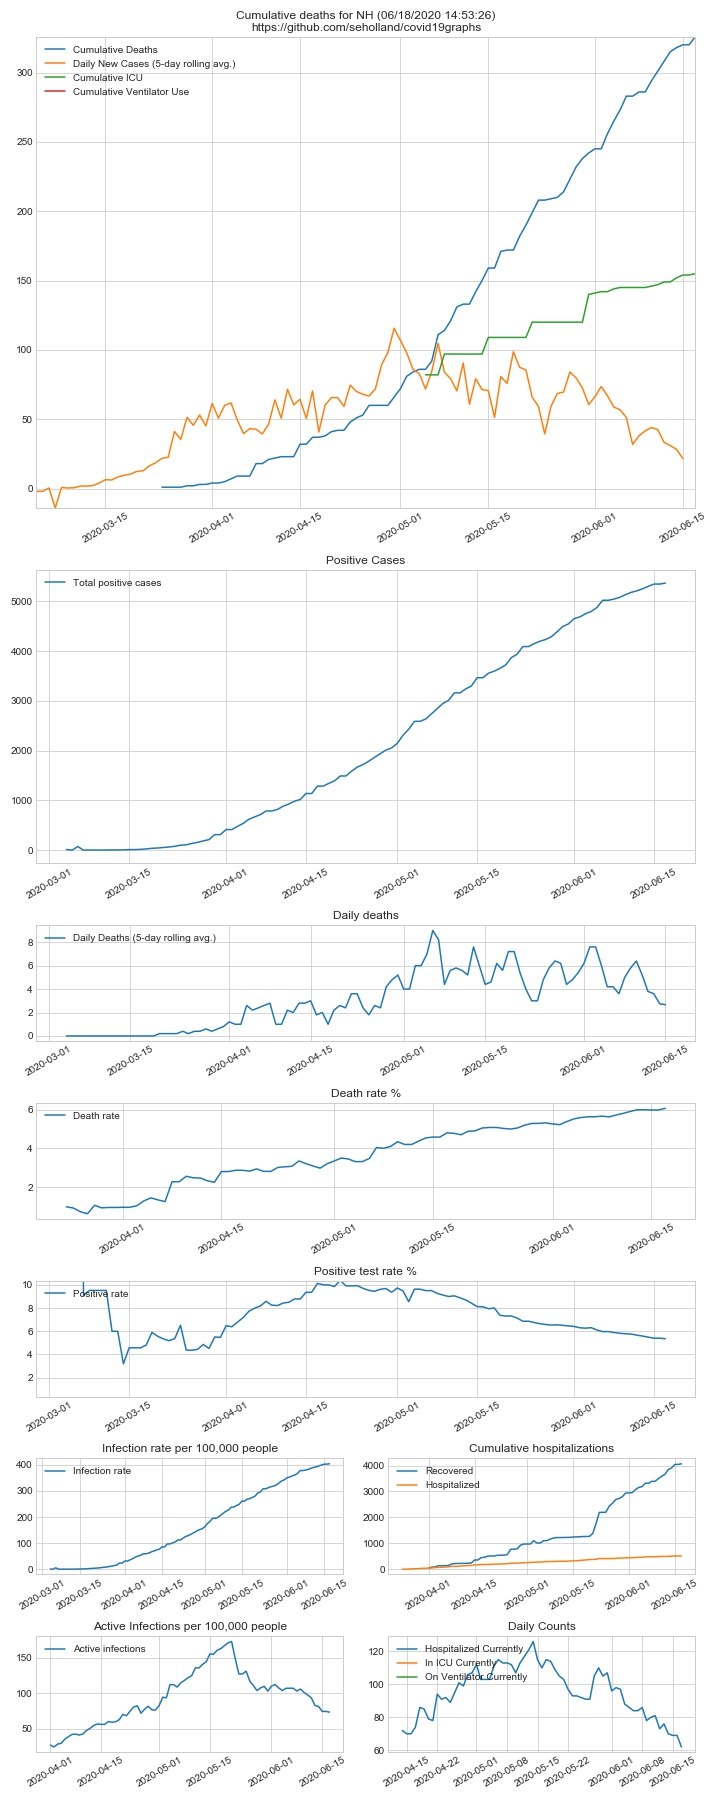 Cumulative deaths for NH (06/18/2020 14:53:26)
https://github.com/seholland/covid19graphs
Cumulative Deaths
Daily New Cases (5-day rolling avg.)
Cumulative ICU
Cumulative Ventilator Use
300
250
200
150
100
50
0
2020-03-15 2020-04-01 2020-04-15 2020-05-01 2020-05-15 2020-06-01 2020-06-15
Positive Cases
Total positive cases
5000
4000
3000
2000
1000
0
2020-03-01 2020-03-15 2020-04-01 2020-04-15 2020-05-01 2020-05-15 2020-06-01 2020-06-15
Daily deaths
Daily Deaths (5-day rolling avg.)
8
6
4
2
0
2020-03-01 2020-03-15 2020-04-01 2020-04-15 2020-05-01 2020-05-15 2020-06-01 2020-06-15
Death rate %
Death rate
6
4
2
2020-04-01 2020-04-15 2020-05-01 2020-05-15 2020-06-01 2020-06-15
Positive test rate %
Positive rate
10
8
6
4
2
2020-03-01 2020-03-15 2020-04-01 2020-04-15 2020-05-01 2020-05-15 2020-06-01 2020-06-15
Infection rate per 100,000 people
Infection rate
400
300
200
100
0
2020-03-01 2020-03-15 2020-04-01 2020-04-15 2020-05-01 2020-05-15 2020-06-01 2020-06-15
Cumulative hospitalizations
Recovered
Hospitalized
4000
3000
2000
1000
0
2020-04-01 2020-04-15 2020-05-01 2020-05-15 2020-06-01 2020-06-15
Active Infections per 100,000 people
Active infections
150
100
50
2020-04-01 2020-04-15 2020-05-01 2020-05-15 2020-06-01 2020-06-15
Daily Counts
Hospitalized Currently
In ICU Currently
On Ventilator Currently
120
100
80
60
2020-04-15 2020-04-22 2020-05-01 2020-05-08 2020-05-15 2020-05-22 2020-06-01 2020-06-08 2020-06-15